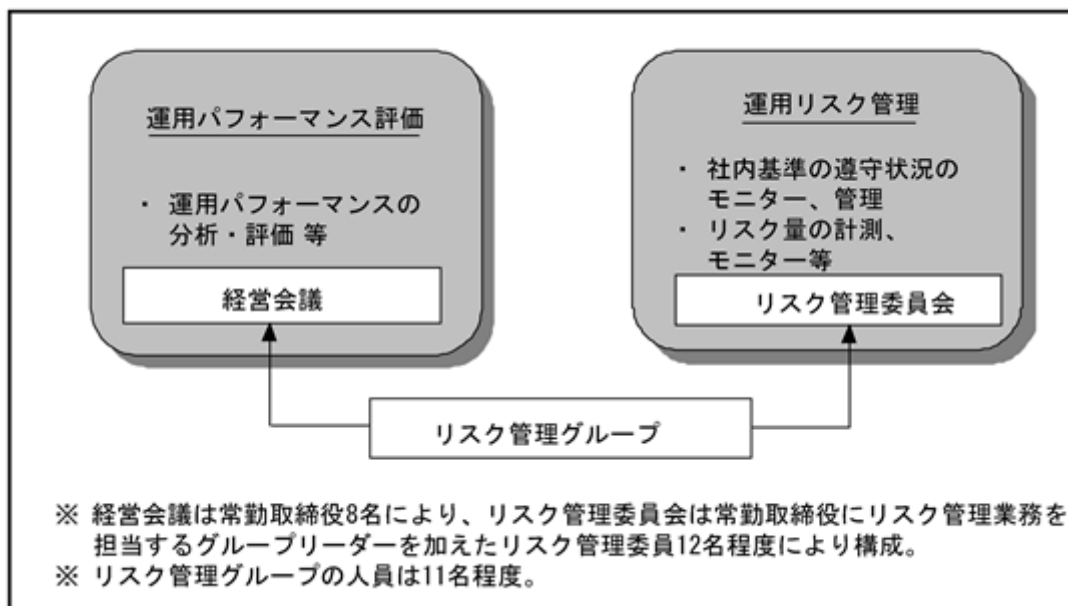 運用パフォーマンス評価
・ 運用パフォーマンスの
分析・評価 等
経営会議
運用リスク管理
・ 社内基準の遵守状況の
モニター、管理
・ リスク量の計測、
モニター等
リスク管理委員会
リスク管理グループ
※ 経営会議は常勤取締役8名により、リスク管理委員会は常勤取締役にリスク管理業務を
担当するグループリーダーを加えたリスク管理委員12名程度により構成。
※ リスク管理グループの人員は11名程度。